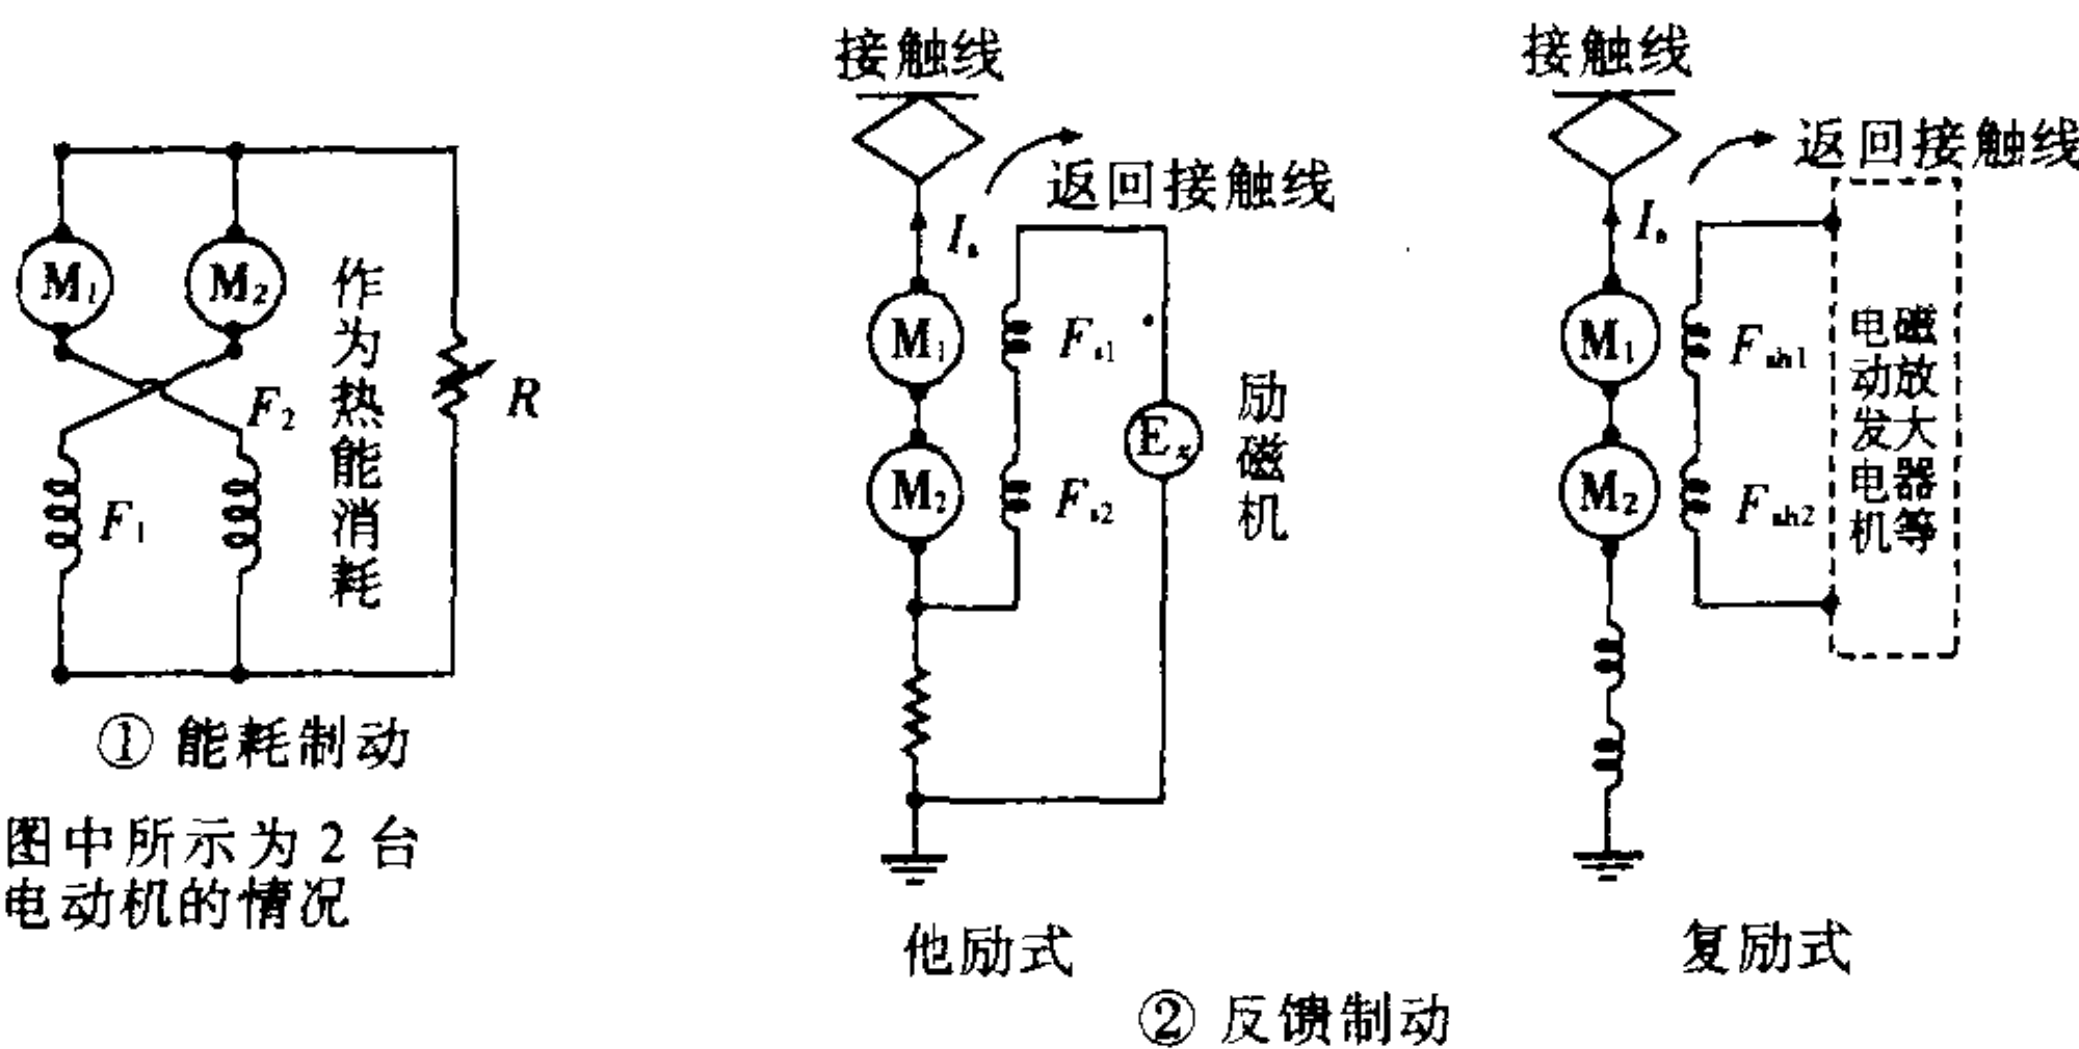 M₁
M₂
F₁
F₂
作为热能消耗
R
① 能耗制动
图中所示为 2 台
电动机的情况
接触线
返回接触线
M₁
M₂
励磁机
他励式
接触线
返回接触线
M₁
M₂
F_sh1
F_sh2
电动发电机
磁放大器等
复励式
② 反馈制动